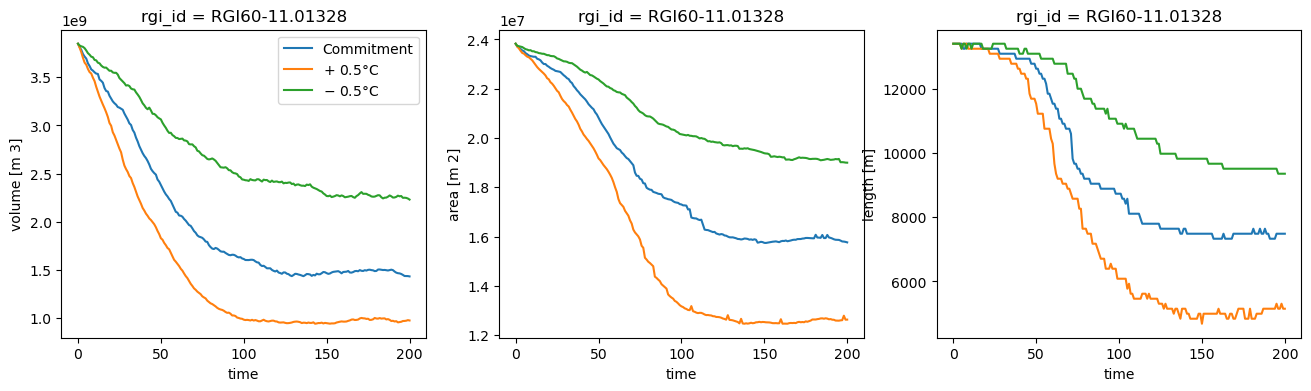 rgi_id = RGI60-11.01328
1e9
volume [m 3]
3.5
3.0
2.5
2.0
1.5
1.0
0 50 100 150 200
time
Commitment
+ 0.5°C
− 0.5°C
rgi_id = RGI60-11.01328
1e7
area [m 2]
2.4
2.2
2.0
1.8
1.6
1.4
1.2
0 50 100 150 200
time
rgi_id = RGI60-11.01328
length [m]
12000
10000
8000
6000
0 50 100 150 200
time